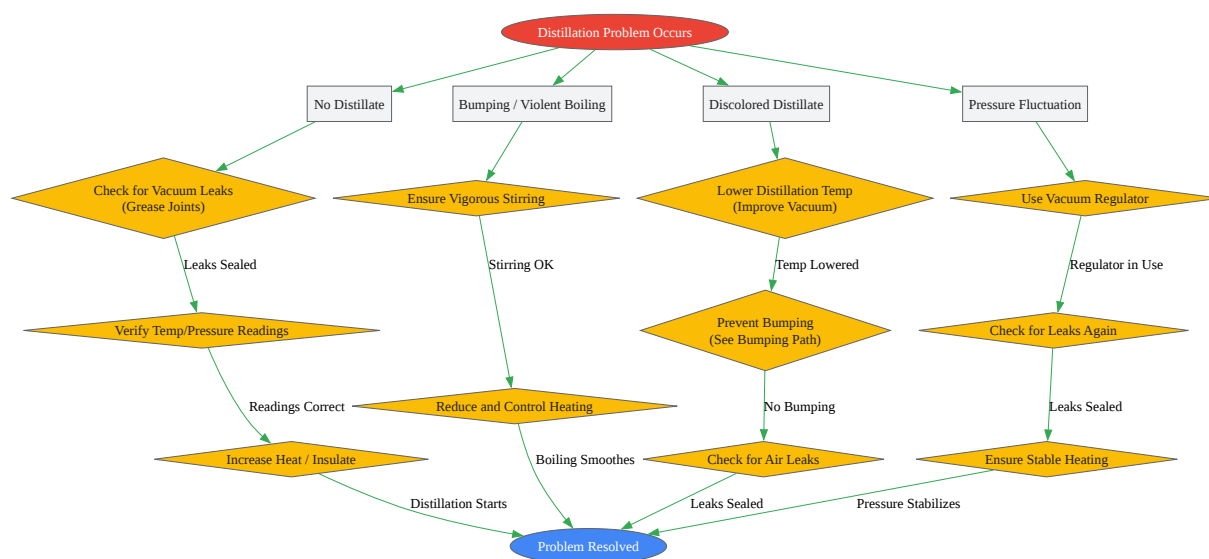 Distillation Problem Occurs
No Distillate
Bumping / Violent Boiling
Discolored Distillate
Pressure Fluctuation
Check for Vacuum Leaks
(Grease Joints)
Ensure Vigorous Stirring
Lower Distillation Temp
(Improve Vacuum)
Use Vacuum Regulator
Leaks Sealed
Stirring OK
Temp Lowered
Regulator in Use
Verify Temp/Pressure Readings
Prevent Bumping
(See Bumping Path)
Check for Leaks Again
Readings Correct
Reduce and Control Heating
No Bumping
Leaks Sealed
Increase Heat / Insulate
Boiling Smoothes
Check for Air Leaks
Ensure Stable Heating
Distillation Starts
Leaks Sealed
Pressure Stabilizes
Problem Resolved